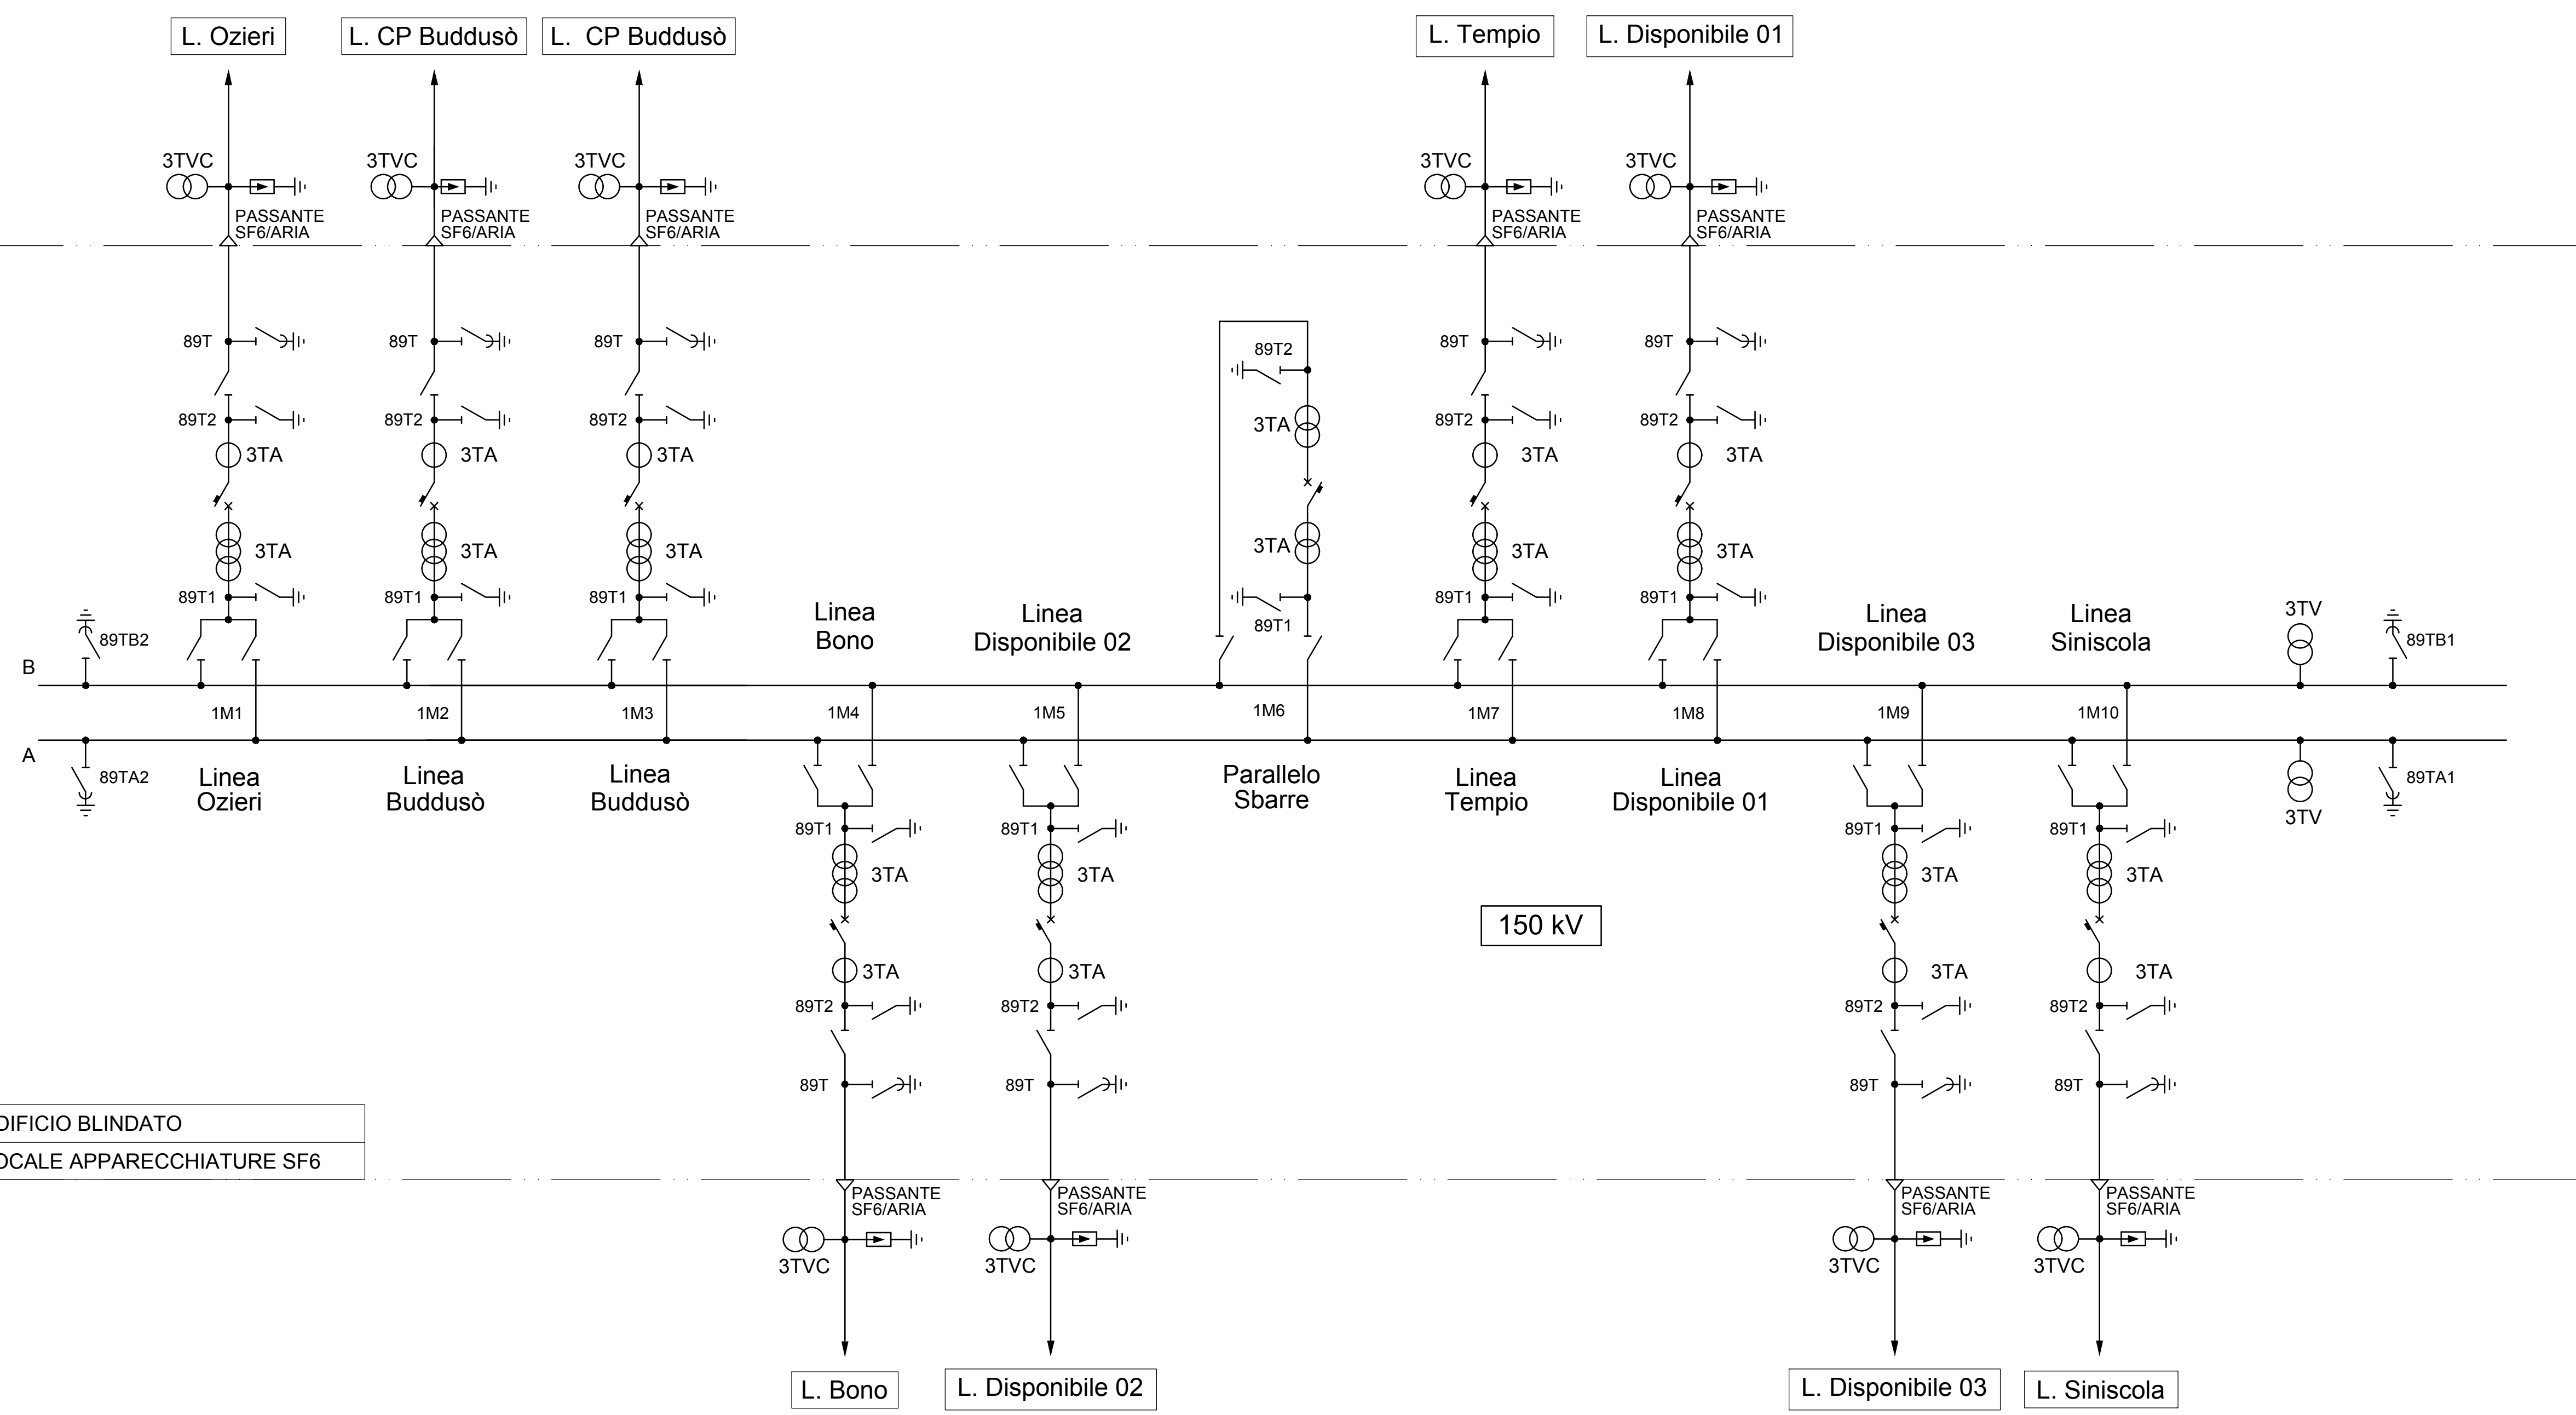 L. Ozieri
L. CP Buddusò
L. CP Buddusò
L. Tempio
L. Disponibile 01
3TVC
3TVC
3TVC
3TVC
3TVC
PASSANTE
SF6/ARIA
PASSANTE
SF6/ARIA
PASSANTE
SF6/ARIA
PASSANTE
SF6/ARIA
PASSANTE
SF6/ARIA
89T
89T
89T
89T2
89T
89T
89T2
89T2
89T2
3TA
89T2
89T2
3TA
3TA
3TA
3TA
3TA
3TA
3TA
3TA
3TA
3TA
3TA
89T1
89T1
89T1
89T1
89T1
89T1
Linea
Bono
Linea
Disponibile 02
Linea
Disponibile 03
Linea
Siniscola
3TV
89TB2
89TB1
B
1M1
1M2
1M3
1M4
1M5
1M6
1M7
1M8
1M9
1M10
A
89TA2
89TA1
Linea
Ozieri
Linea
Buddusò
Linea
Buddusò
Parallelo
Sbarre
Linea
Tempio
Linea
Disponibile 01
3TV
89T1
89T1
89T1
89T1
3TA
3TA
3TA
3TA
150 kV
3TA
3TA
3TA
3TA
89T2
89T2
89T2
89T2
89T
89T
89T
89T
DIFICIO BLINDATO
OCALE APPARECCHIATURE SF6
PASSANTE
SF6/ARIA
PASSANTE
SF6/ARIA
PASSANTE
SF6/ARIA
PASSANTE
SF6/ARIA
3TVC
3TVC
3TVC
3TVC
L. Bono
L. Disponibile 02
L. Disponibile 03
L. Siniscola